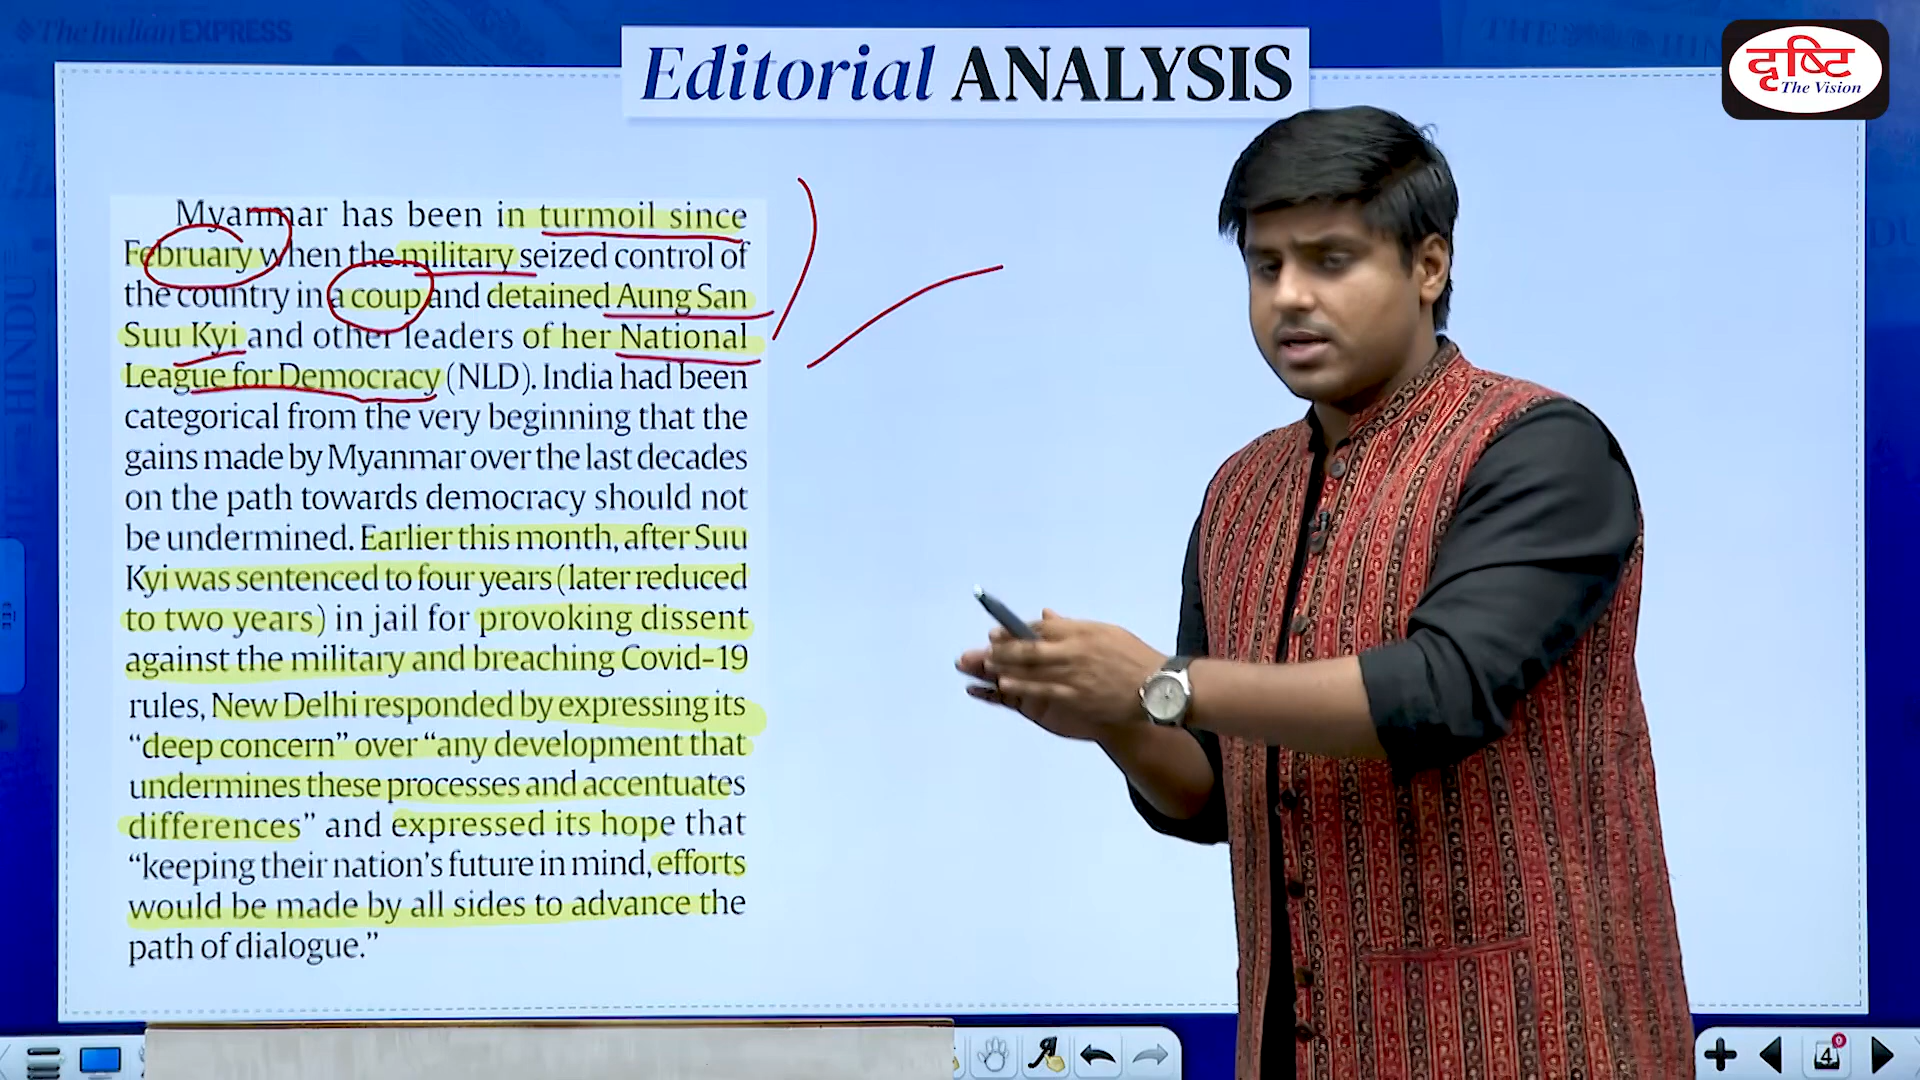 The Indian EXPRESS
Editorial ANALYSIS
दृष्टि
The Vision
Myanmar has been in turmoil since
February when the military seized control of
the country in a coup and detained Aung San
Suu Kyi and other leaders of her National
League for Democracy (NLD). India had been
categorical from the very beginning that the
gains made by Myanmar over the last decades
on the path towards democracy should not
be undermined. Earlier this month, after Suu
Kyi was sentenced to four years (later reduced
to two years) in jail for provoking dissent
against the military and breaching Covid-19
rules, New Delhi responded by expressing its
“deep concern” over “any development that
undermines these processes and accentuates
differences” and expressed its hope that
“keeping their nation’s future in mind, efforts
would be made by all sides to advance the
path of dialogue.”
HINDU
4